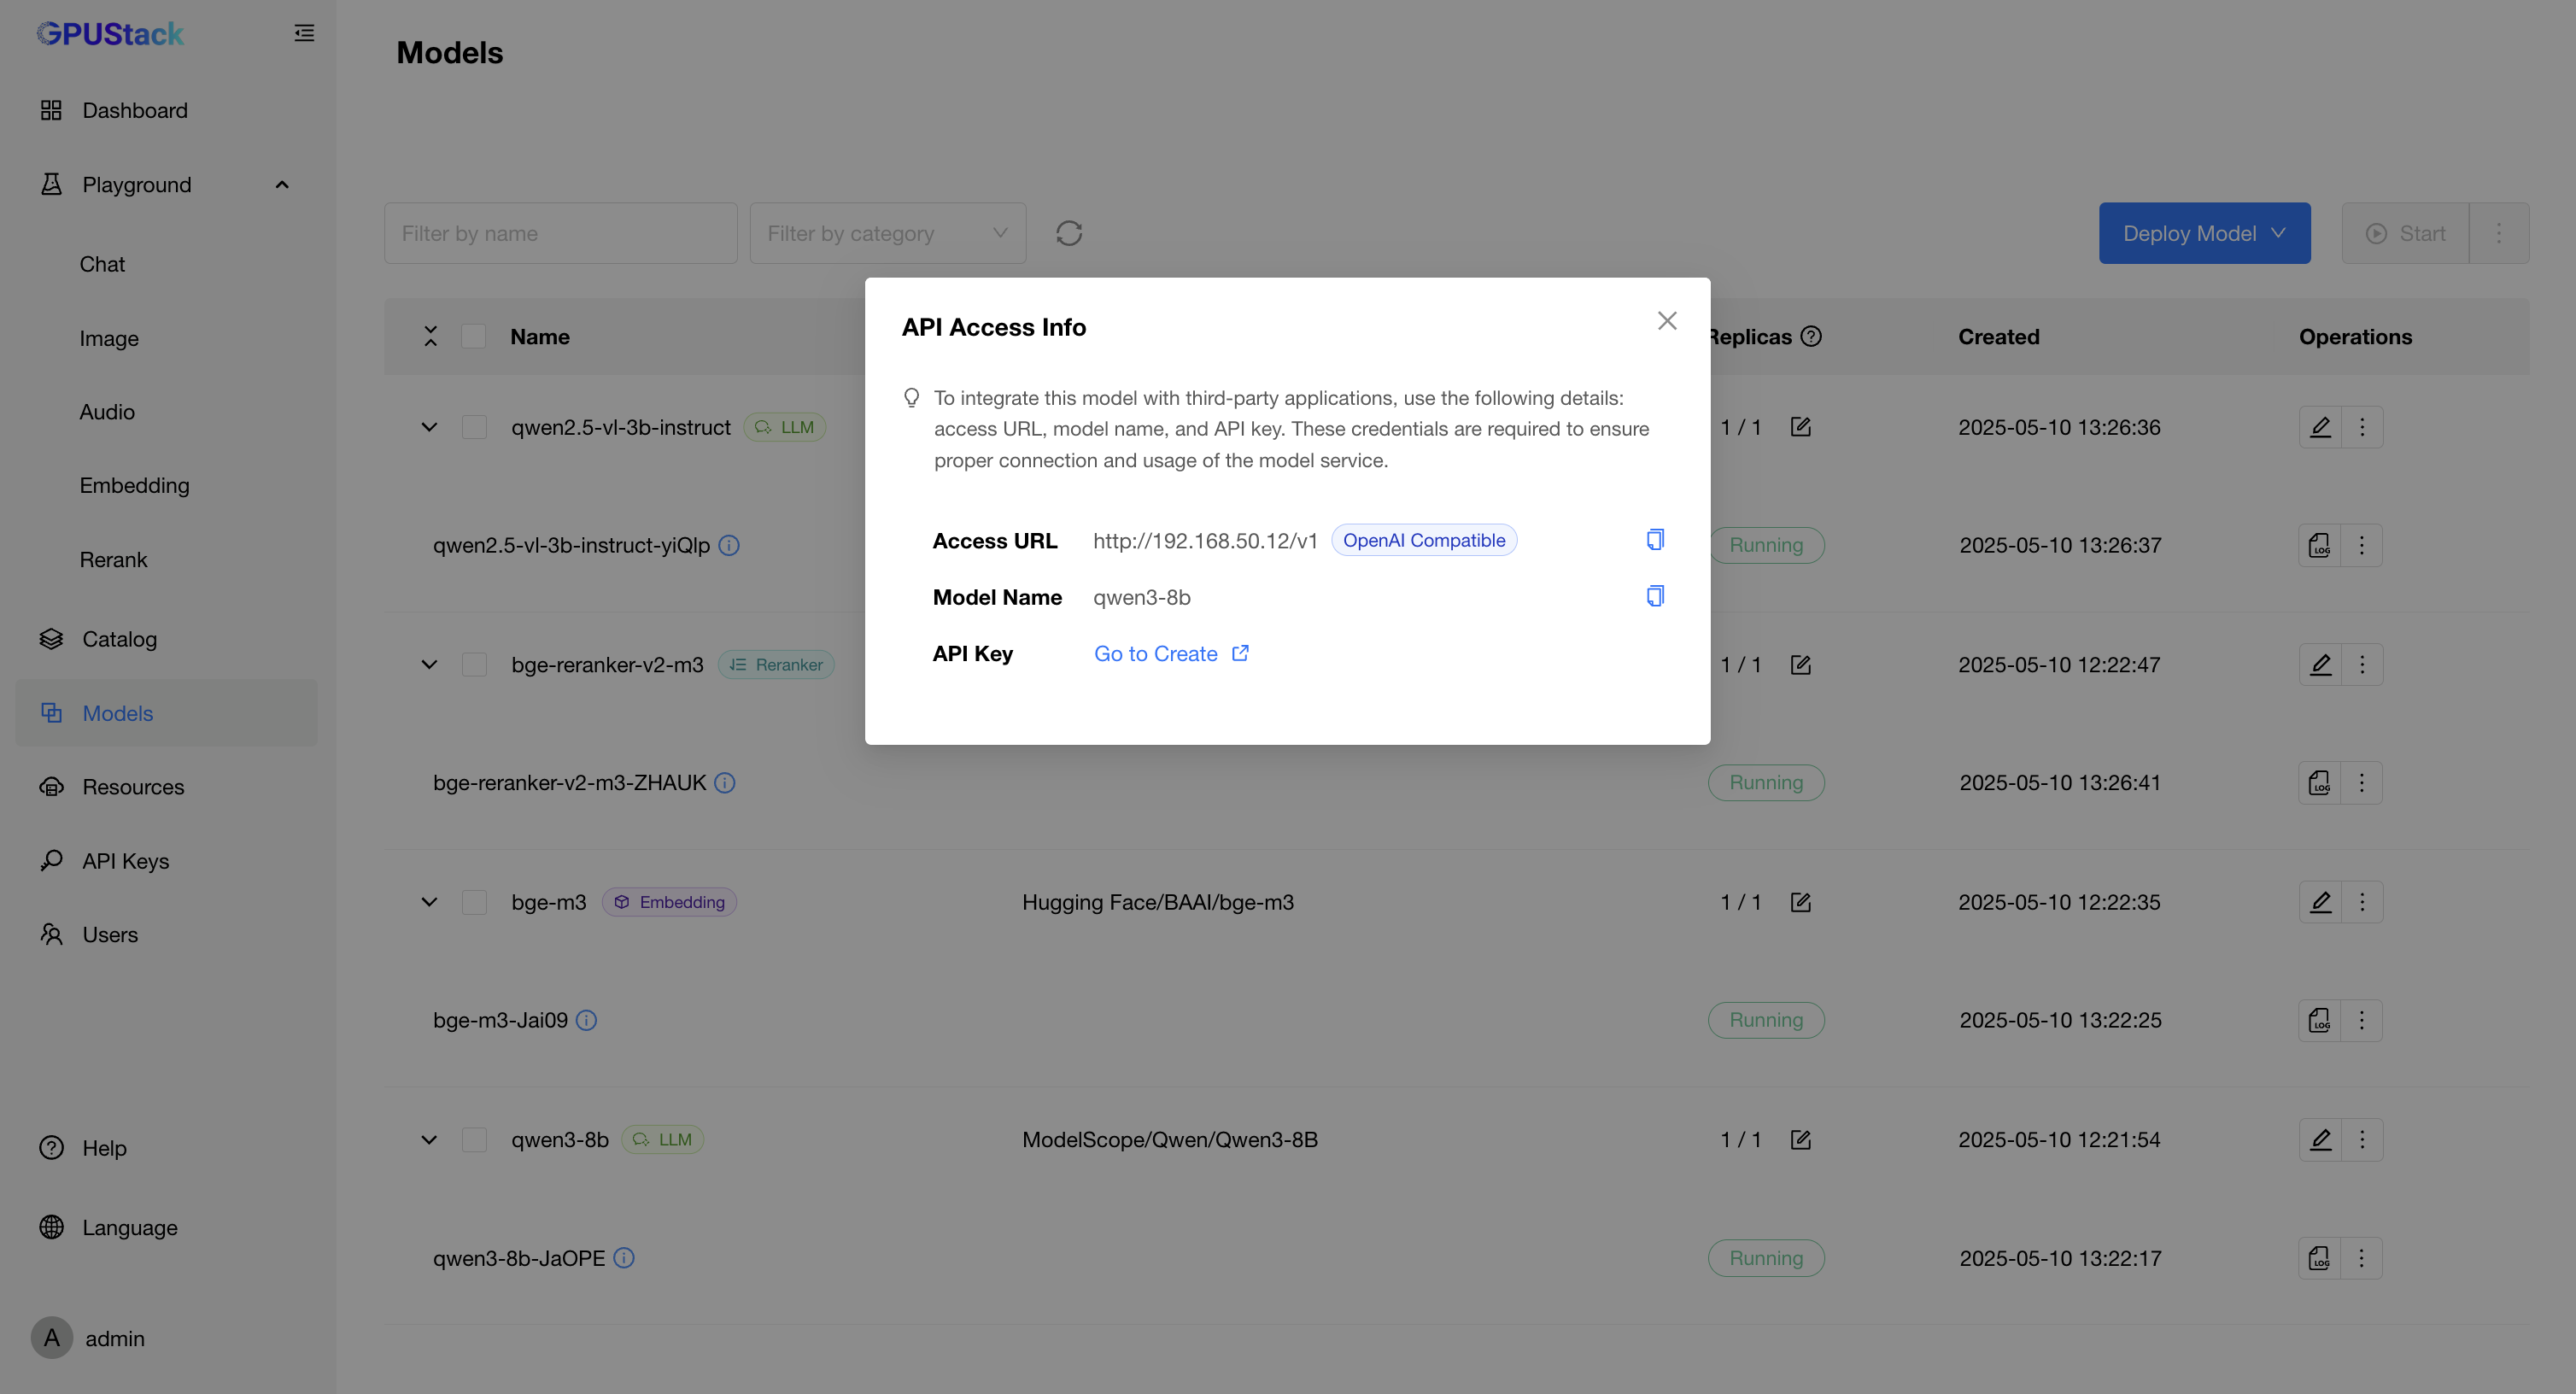 GPUStack
Models
Dashboard
Playground
Chat
Image
Audio
Embedding
Rerank
Catalog
Models
Resources
API Keys
Users
Help
Language
A admin
Filter by name
Filter by category
Deploy Model
Start
Name
Replicas
Created
Operations
qwen2.5-vl-3b-instruct LLM
1 / 1
2025-05-10 13:26:36
qwen2.5-vl-3b-instruct-yiQIp
Running
2025-05-10 13:26:37
LOG
bge-reranker-v2-m3 Reranker
1 / 1
2025-05-10 12:22:47
bge-reranker-v2-m3-ZHAUK
Running
2025-05-10 13:26:41
LOG
bge-m3 Embedding
Hugging Face/BAAI/bge-m3
1 / 1
2025-05-10 12:22:35
bge-m3-Jai09
Running
2025-05-10 13:22:25
LOG
qwen3-8b LLM
ModelScope/Qwen/Qwen3-8B
1 / 1
2025-05-10 12:21:54
qwen3-8b-JaOPE
Running
2025-05-10 13:22:17
LOG
API Access Info
To integrate this model with third-party applications, use the following details:
access URL, model name, and API key. These credentials are required to ensure
proper connection and usage of the model service.
Access URL http://192.168.50.12/v1 OpenAI Compatible
Model Name qwen3-8b
API Key Go to Create